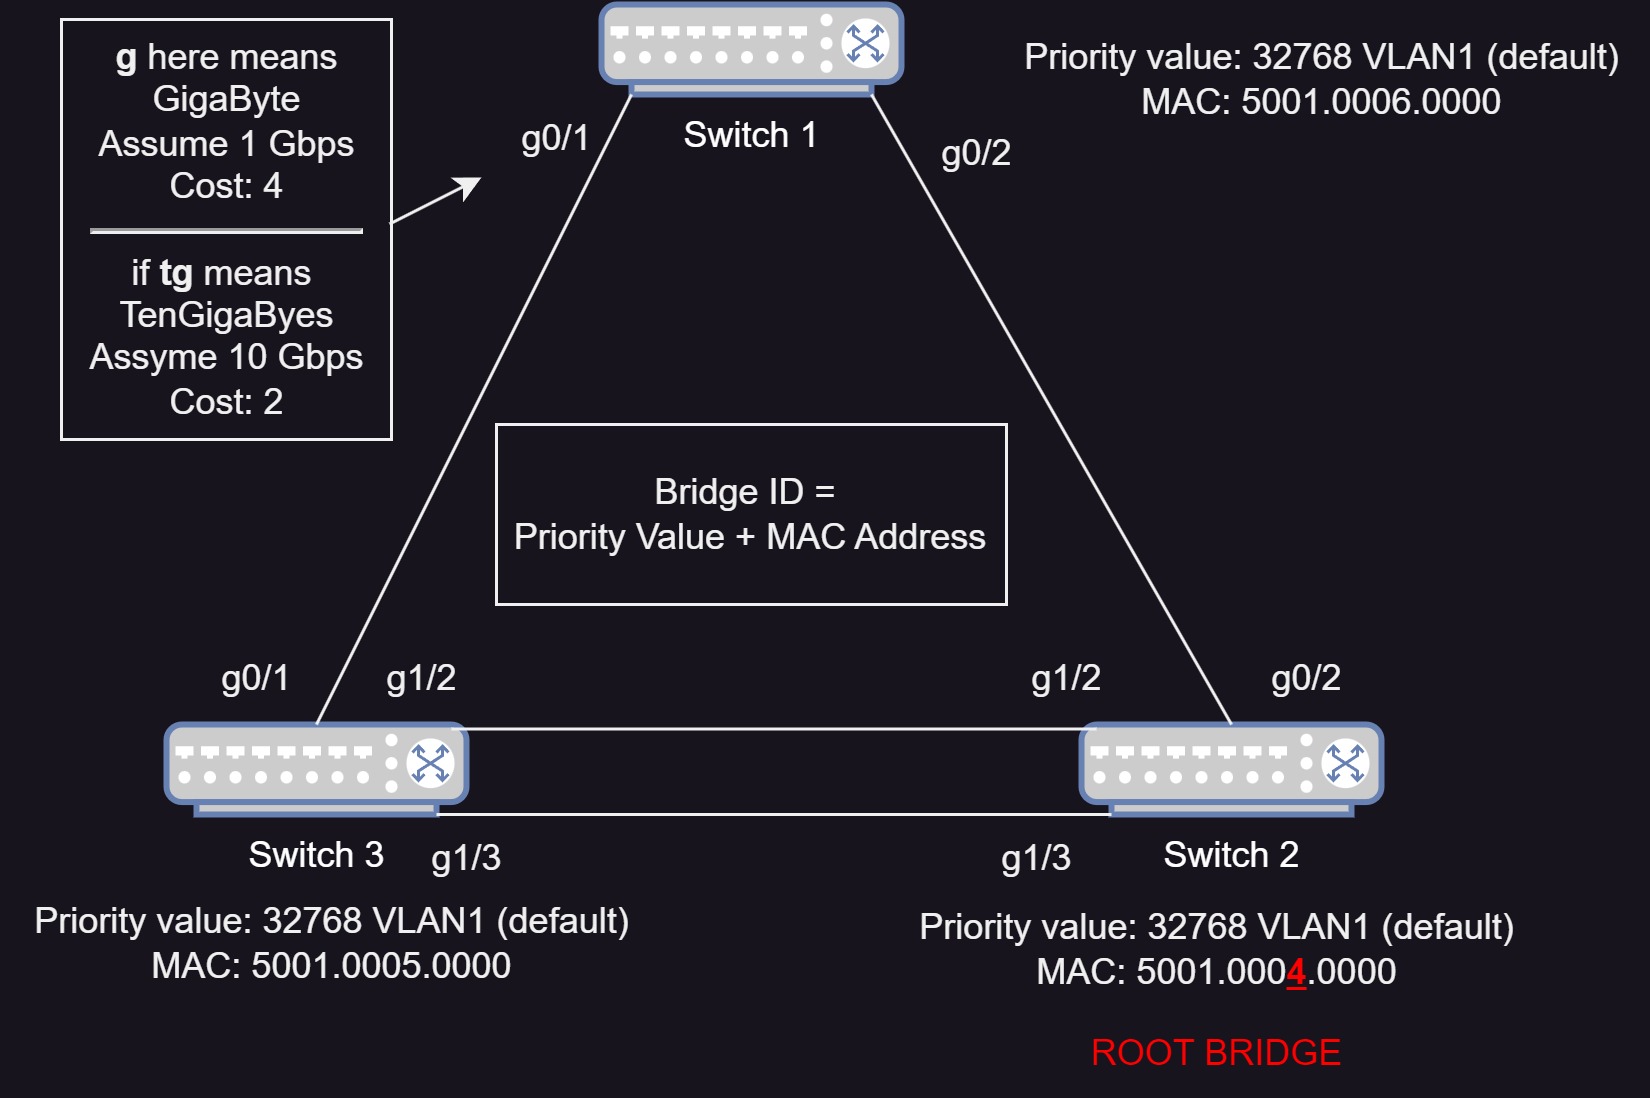 g here means
GigaByte
Assume 1 Gbps
Cost: 4
if tg means
TenGigaByes
Assyme 10 Gbps
Cost: 2
Switch 1
g0/1
g0/2
Priority value: 32768 VLAN1 (default)
MAC: 5001.0006.0000
Bridge ID =
Priority Value + MAC Address
g0/1
g1/2
g1/2
g0/2
Switch 3
g1/3
g1/3
Switch 2
Priority value: 32768 VLAN1 (default)
MAC: 5001.0005.0000
Priority value: 32768 VLAN1 (default)
MAC: 5001.0004.0000
ROOT BRIDGE